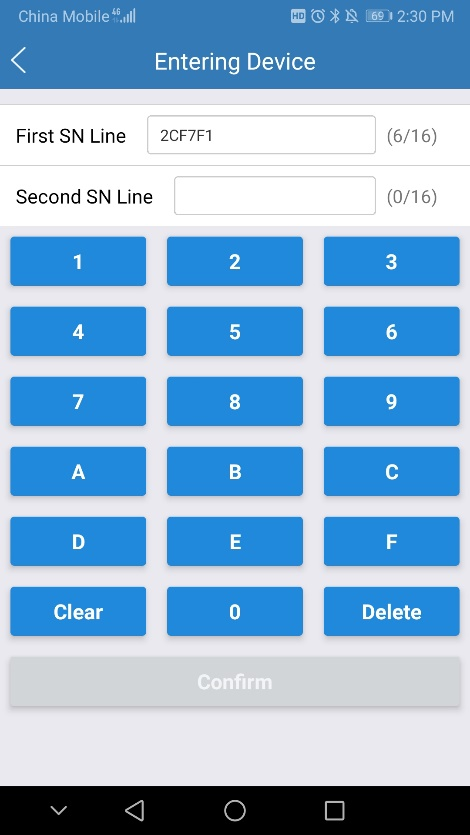 China Mobile 4G HD 69 2:30 PM
Entering Device
First SN Line 2CF7F1 (6/16)
Second SN Line (0/16)
1 2 3
4 5 6
7 8 9
A B C
D E F
Clear 0 Delete
Confirm